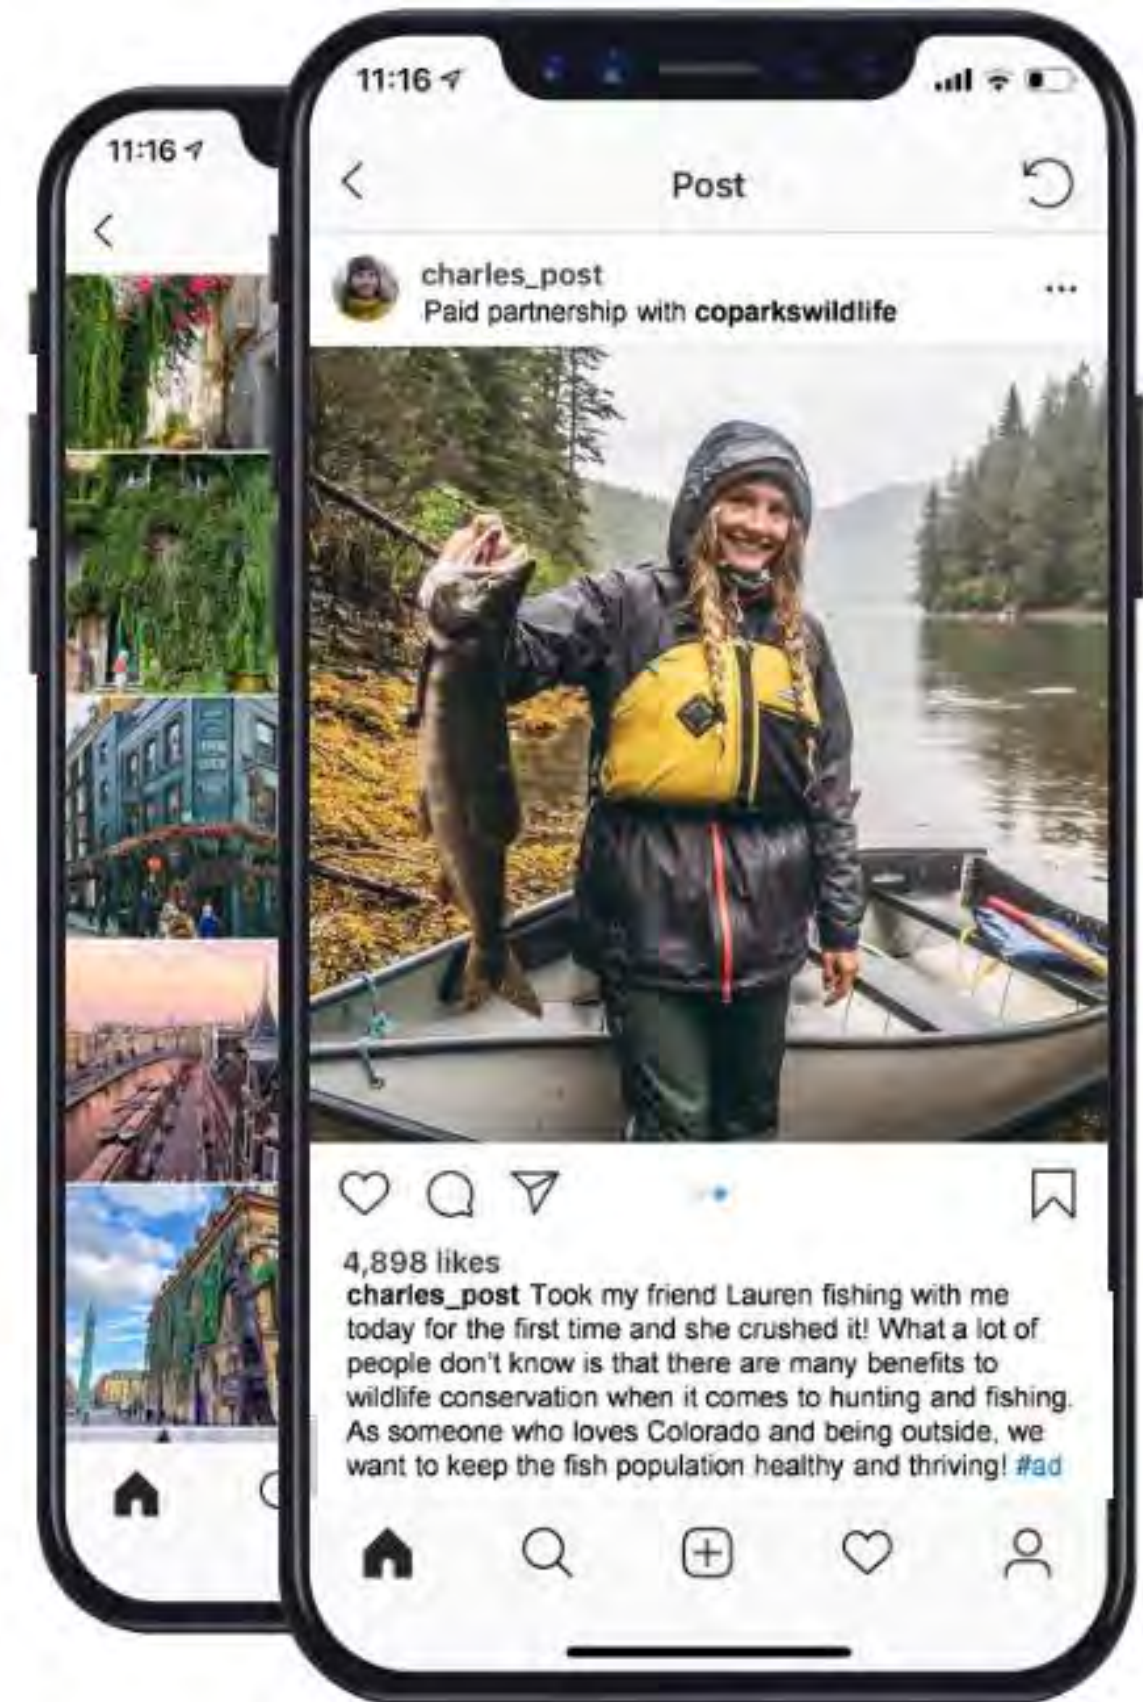 11:16
11:16
Post
charles_post
Paid partnership with coparkswildlife
4,898 likes
charles_post Took my friend Lauren fishing with me
today for the first time and she crushed it! What a lot of
people don't know is that there are many benefits to
wildlife conservation when it comes to hunting and fishing.
As someone who loves Colorado and being outside, we
want to keep the fish population healthy and thriving! #ad